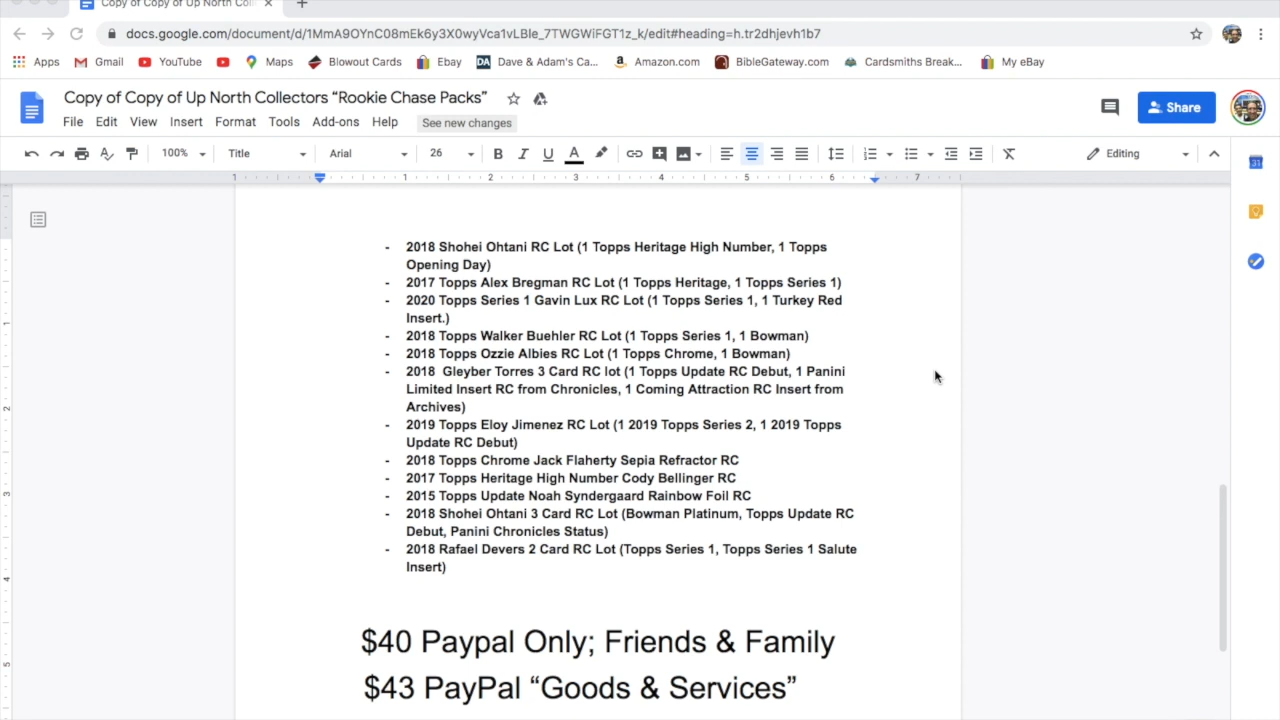 Copy of Copy of Up North Coll
docs.google.com/document/d/1MmA9OYnC08mEk6y3X0wyVca1vLBle_7TWGWiFGT1z_k/edit#heading=h.tr2dhjevh1b7
Apps Gmail YouTube Maps Blowout Cards Ebay Dave & Adam's Ca... Amazon.com BibleGateway.com Cardsmiths Break... My eBay
Copy of Copy of Up North Collectors “Rookie Chase Packs”
Share
File Edit View Insert Format Tools Add-ons Help See new changes
100% Title Arial 26 B I U A Editing
1 1 2 3 4 5 6 7
- 2018 Shohei Ohtani RC Lot (1 Topps Heritage High Number, 1 Topps
Opening Day)
- 2017 Topps Alex Bregman RC Lot (1 Topps Heritage, 1 Topps Series 1)
- 2020 Topps Series 1 Gavin Lux RC Lot (1 Topps Series 1, 1 Turkey Red
Insert.)
- 2018 Topps Walker Buehler RC Lot (1 Topps Series 1, 1 Bowman)
- 2018 Topps Ozzie Albies RC Lot (1 Topps Chrome, 1 Bowman)
- 2018 Gleyber Torres 3 Card RC lot (1 Topps Update RC Debut, 1 Panini
Limited Insert RC from Chronicles, 1 Coming Attraction RC Insert from
Archives)
- 2019 Topps Eloy Jimenez RC Lot (1 2019 Topps Series 2, 1 2019 Topps
Update RC Debut)
- 2018 Topps Chrome Jack Flaherty Sepia Refractor RC
- 2017 Topps Heritage High Number Cody Bellinger RC
- 2015 Topps Update Noah Syndergaard Rainbow Foil RC
- 2018 Shohei Ohtani 3 Card RC Lot (Bowman Platinum, Topps Update RC
Debut, Panini Chronicles Status)
- 2018 Rafael Devers 2 Card RC Lot (Topps Series 1, Topps Series 1 Salute
Insert)
$40 Paypal Only; Friends & Family
$43 PayPal “Goods & Services”